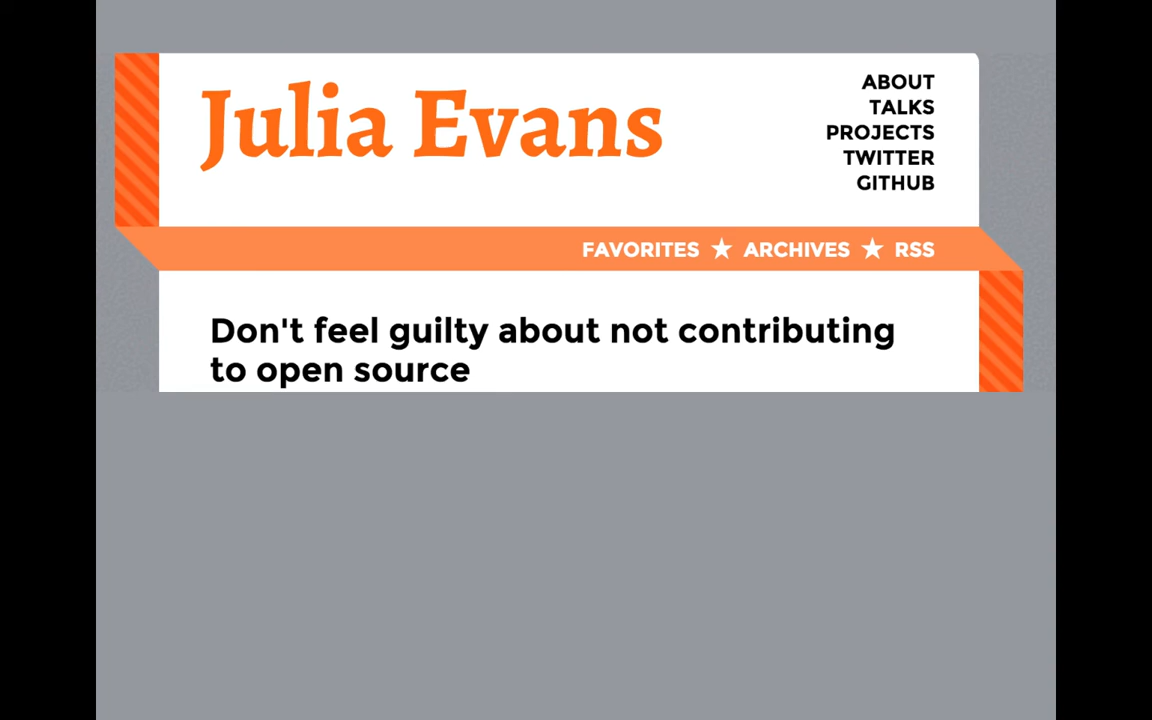 Julia Evans
ABOUT
TALKS
PROJECTS
TWITTER
GITHUB
FAVORITES ★ ARCHIVES ★ RSS
Don't feel guilty about not contributing
to open source